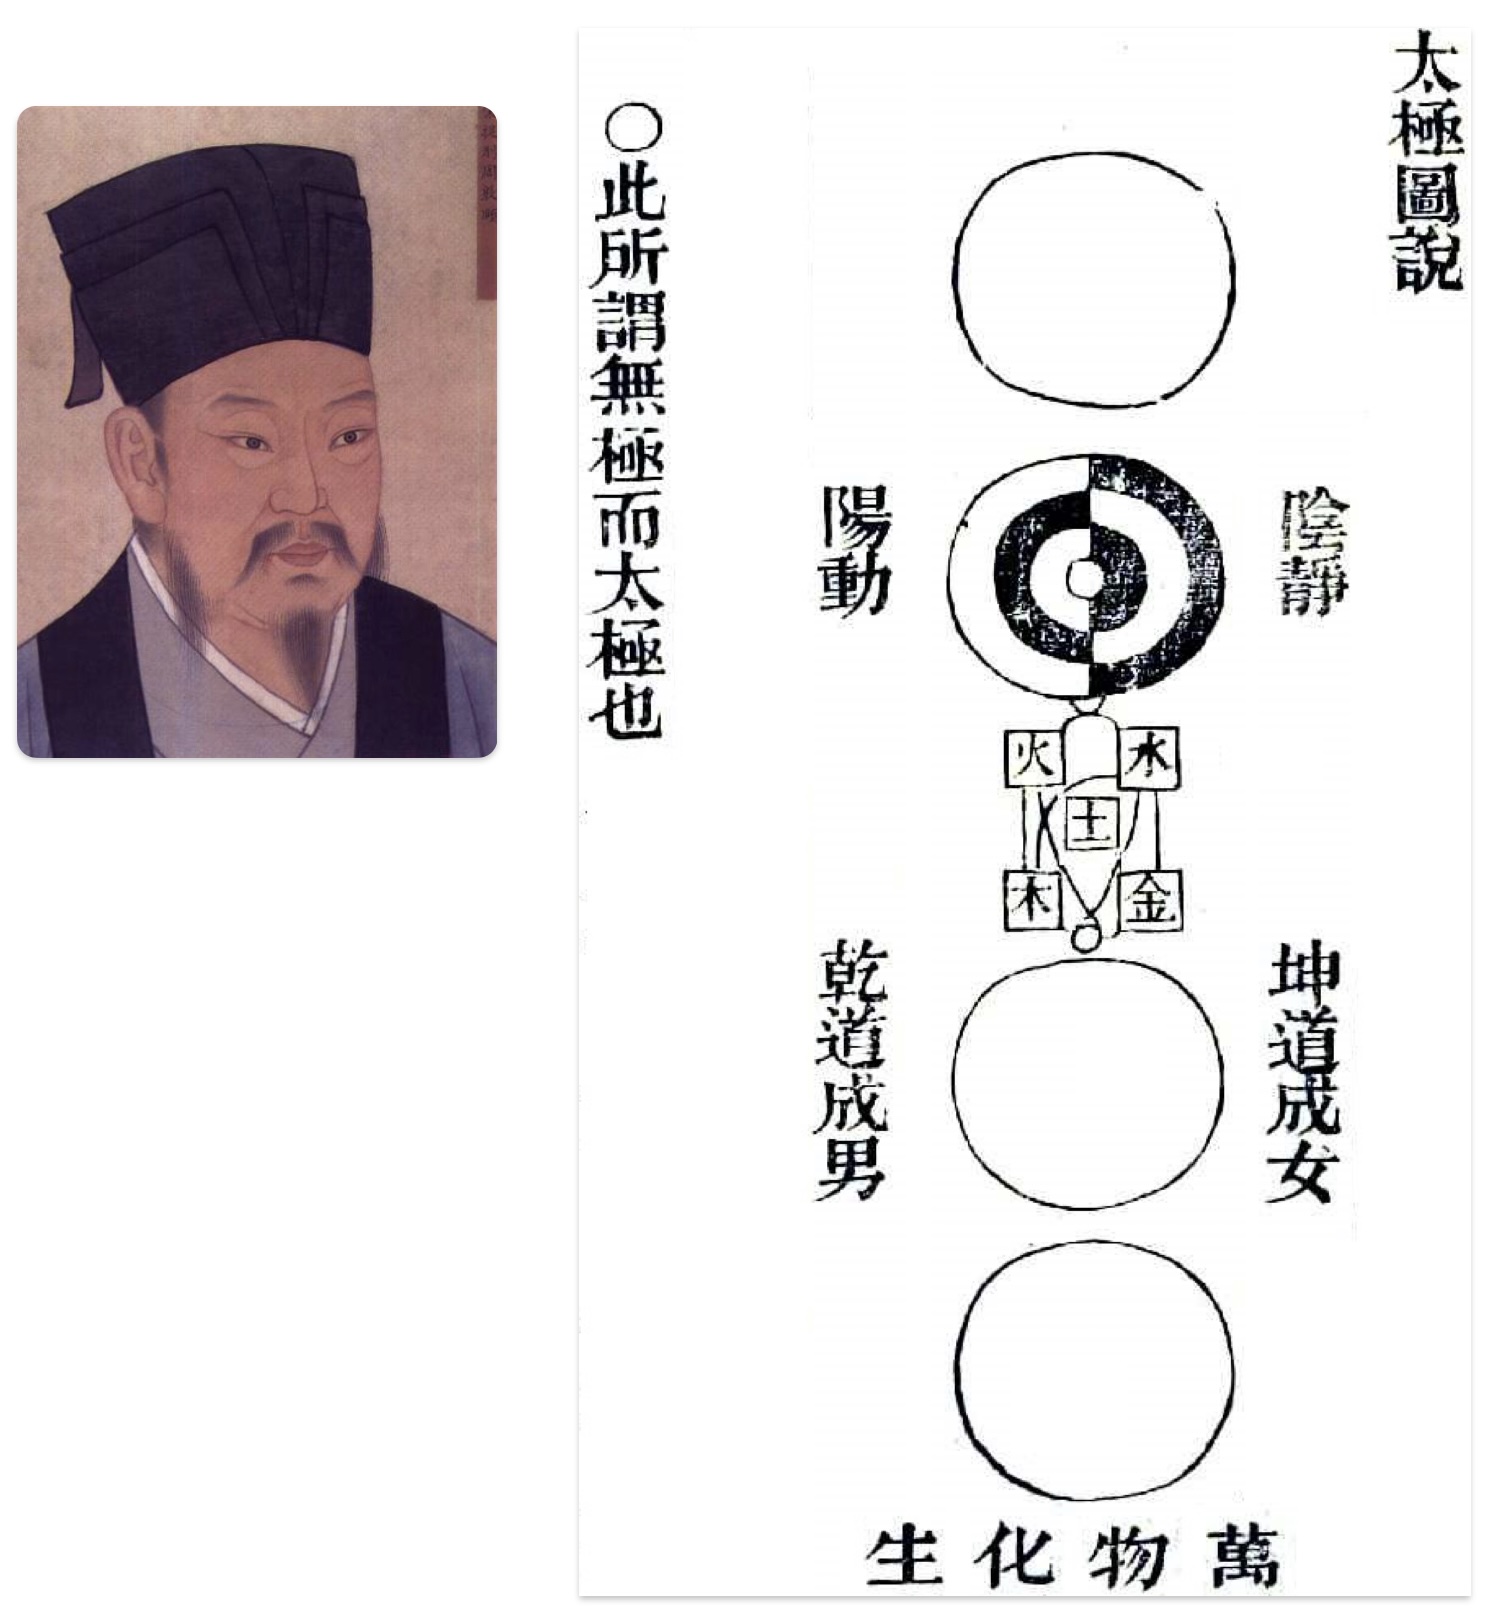 太極圖說
陰靜
陽動
水
火
土
金
木
坤道成女
乾道成男
萬物化生
○此所謂無極而太極也